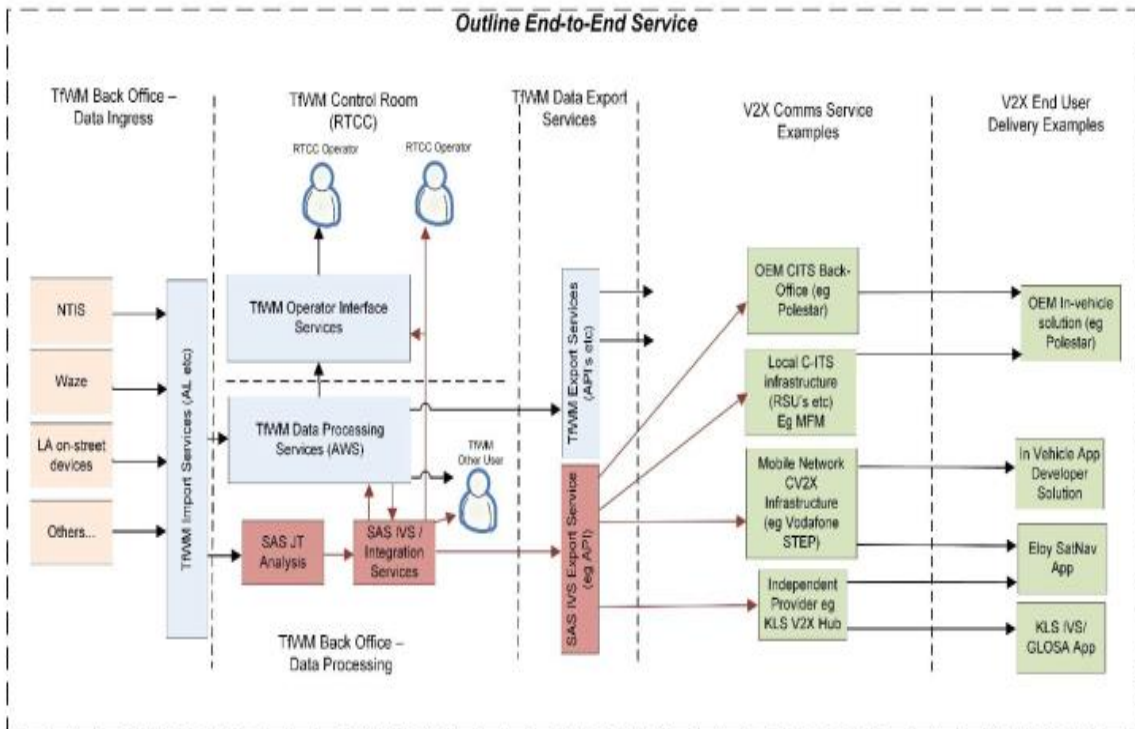 Outline End-to-End Service
TfWM Back Office –
Data Ingress
TfWM Control Room
(RTCC)
TfWM Data Export
Services
V2X Comms Service
Examples
V2X End User
Delivery Examples
RTCC Operator
RTCC Operator
NTIS
Waze
LA on-street
devices
Others...
TfWM Import Services (AL etc)
TfWM Operator Interface
Services
TfWM Data Processing
Services (AWS)
TfWM
Other User
SAS JT
Analysis
SAS IVS /
Integration
Services
TfWM Back Office –
Data Processing
TfWM Export Services
(API's etc)
SAS IVS Export Service
(eg API)
OEM CITS Back-
Office (eg
Polestar)
Local C-ITS
infrastructure
(RSU's etc)
Eg MFM
Mobile Network
CV2X
Infrastructure
(eg Vodafone
STEP)
Independent
Provider eg
KLS V2X Hub
OEM In-vehicle
solution (eg
Polestar)
In Vehicle App
Developer
Solution
Eloy SatNav
App
KLS IVS/
GLOSA App